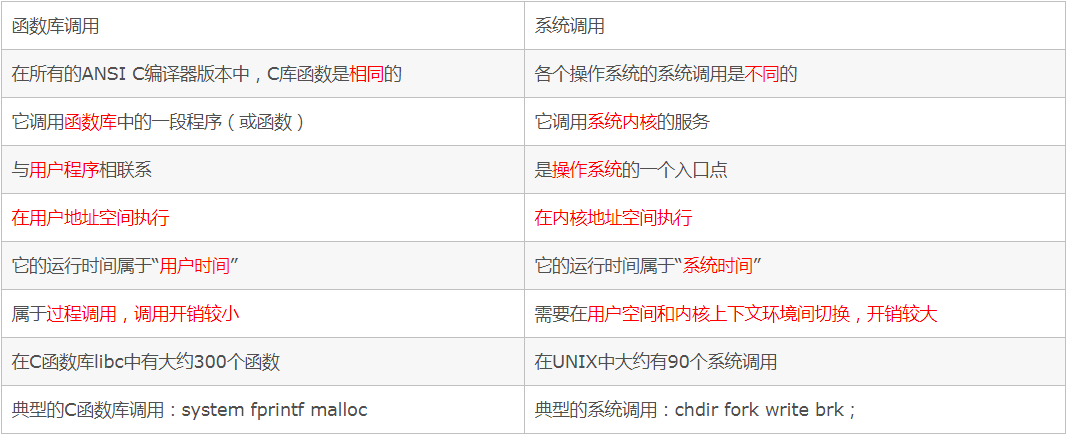 函数库调用
系统调用
在所有的ANSI C编译器版本中，C库函数是相同的
各个操作系统的系统调用是不同的
它调用函数库中的一段程序（或函数）
它调用系统内核的服务
与用户程序相联系
是操作系统的一个入口点
在用户地址空间执行
在内核地址空间执行
它的运行时间属于“用户时间”
它的运行时间属于“系统时间”
属于过程调用，调用开销较小
需要在用户空间和内核上下文环境间切换，开销较大
在C函数库libc中有大约300个函数
在UNIX中大约有90个系统调用
典型的C函数库调用：system fprintf malloc
典型的系统调用：chdir fork write brk；